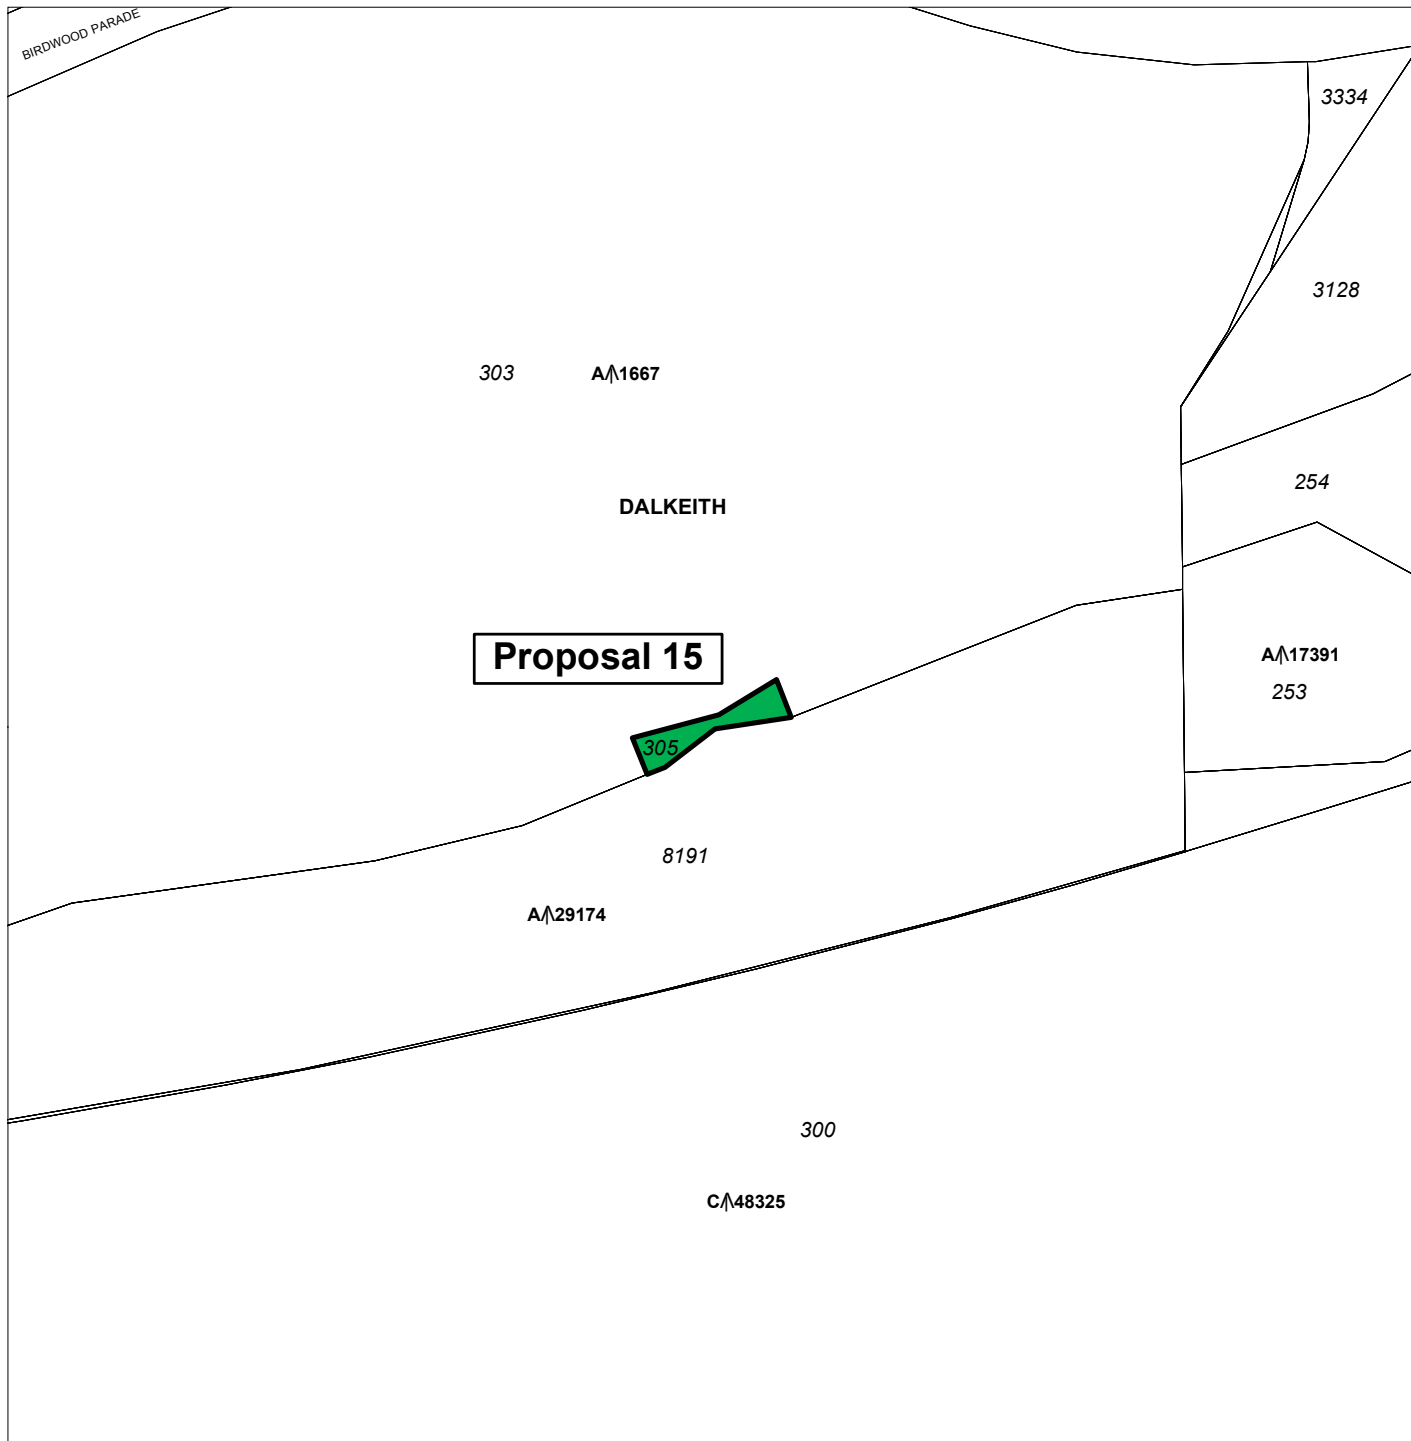 BIRDWOOD PARADE
3334
3128
303 A/|\1667
254
DALKEITH
Proposal 15
A/|\17391
253
305
8191
A/|\29174
300
C/|\48325